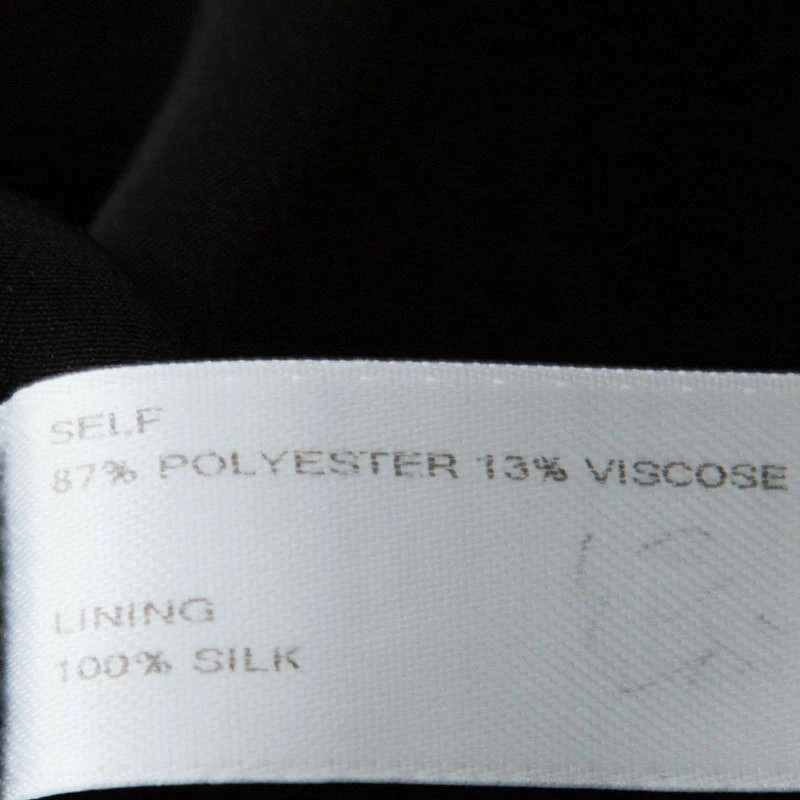 SELF
87% POLYESTER 13% VISCOSE
LINING
100% SILK